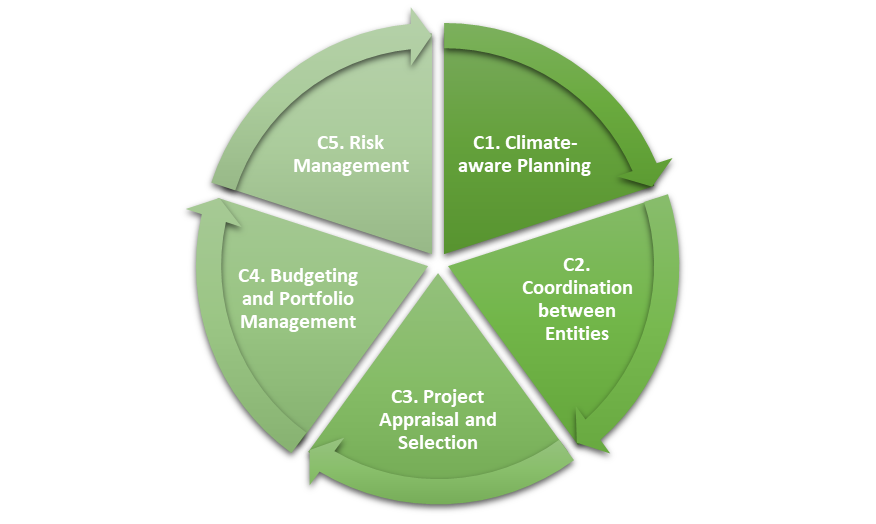 C1. Climate-
aware Planning
C2.
Coordination
between
Entities
C3. Project
Appraisal and
Selection
C4. Budgeting
and Portfolio
Management
C5. Risk
Management